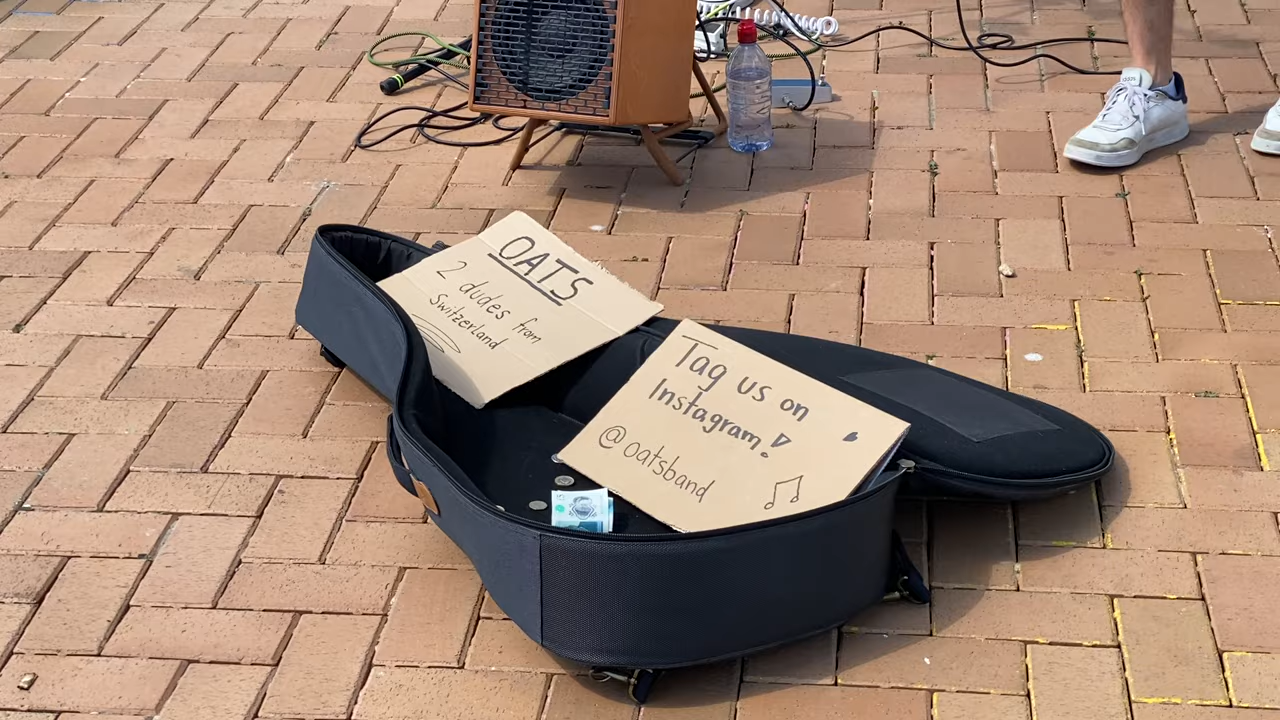 OATS
2 dudes from
Switzerland
Tag us on
Instagram!
@oatsband